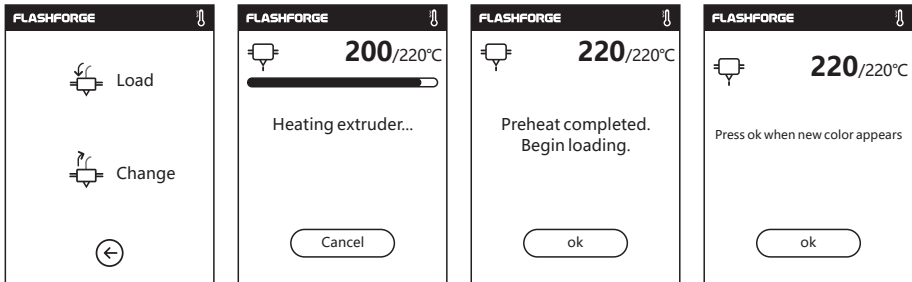 FLASHFORGE
Load
Change
FLASHFORGE
200/220℃
Heating extruder...
Cancel
FLASHFORGE
220/220℃
Preheat completed.
Begin loading.
ok
FLASHFORGE
220/220℃
Press ok when new color appears
ok